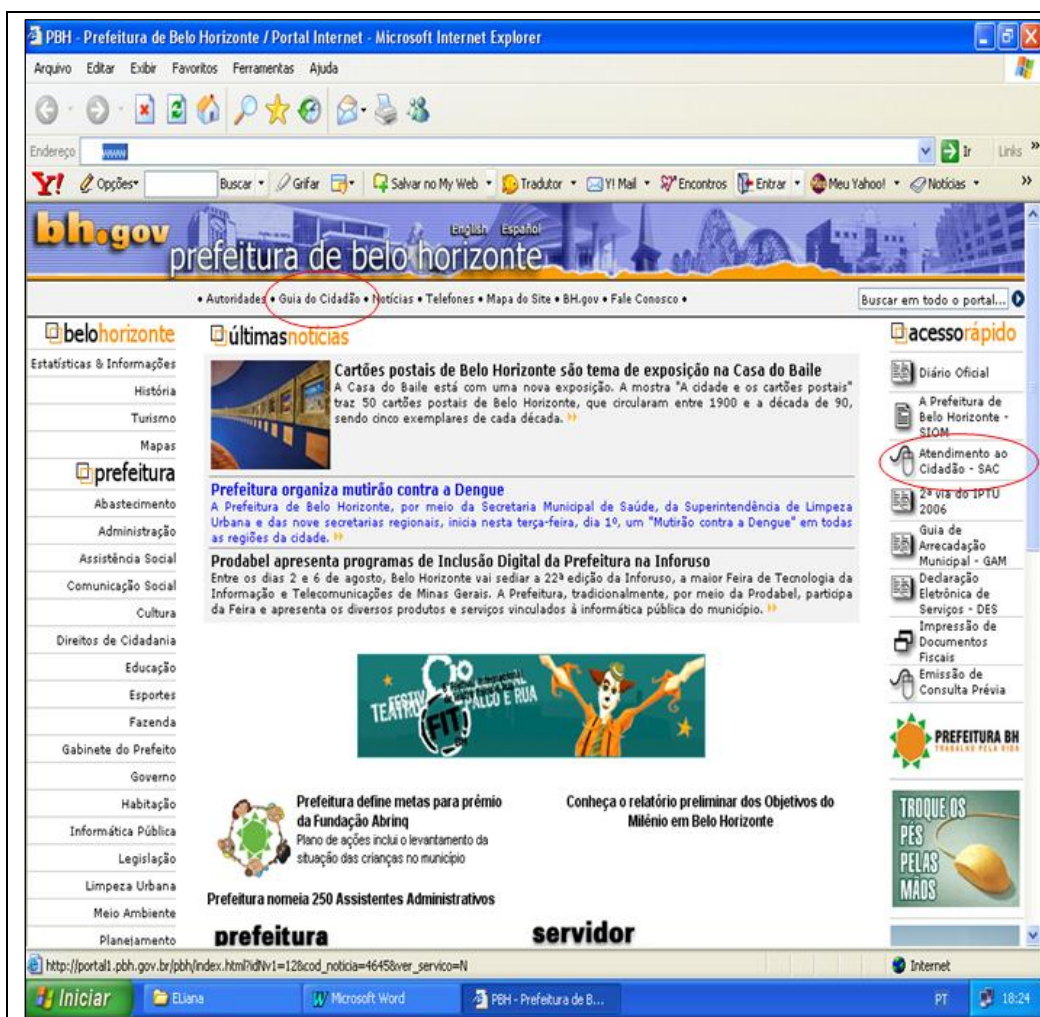 PBH - Prefeitura de Belo Horizonte / Portal Internet - Microsoft Internet Explorer
Arquivo Editar Exibir Favoritos Ferramentas Ajuda
Endereço www Ir Links »
Y! Opções Buscar Grifar Salvar no My Web Tradutor Y! Mail Encontros Entrar Meu Yahoo! Notícias »
bh.gov
English Español
prefeitura de belo horizonte
• Autoridades • Guia do Cidadão • Notícias • Telefones • Mapa do Site • BH.gov • Fale Conosco •
Buscar em todo o portal...
belohorizonte
Estatísticas & Informações
História
Turismo
Mapas
prefeitura
Abastecimento
Administração
Assistência Social
Comunicação Social
Cultura
Direitos de Cidadania
Educação
Esportes
Fazenda
Gabinete do Prefeito
Governo
Habitação
Informática Pública
Legislação
Limpeza Urbana
Meio Ambiente
Planejamento
últimasnotícias
Cartões postais de Belo Horizonte são tema de exposição na Casa do Baile
A Casa do Baile está com uma nova exposição. A mostra "A cidade e os cartões postais"
traz 50 cartões postais de Belo Horizonte, que circularam entre 1900 e a década de 90,
sendo cinco exemplares de cada década. »
Prefeitura organiza mutirão contra a Dengue
A Prefeitura de Belo Horizonte, por meio da Secretaria Municipal de Saúde, da Superintendência de Limpeza
Urbana e das nove secretarias regionais, inicia nesta terça-feira, dia 1º, um "Mutirão contra a Dengue" em todas
as regiões da cidade. »
Prodabel apresenta programas de Inclusão Digital da Prefeitura na Inforuso
Entre os dias 2 e 6 de agosto, Belo Horizonte vai sediar a 22ª edição da Inforuso, a maior Feira de Tecnologia da
Informação e Telecomunicações de Minas Gerais. A Prefeitura, tradicionalmente, por meio da Prodabel, participa
da Feira e apresenta os diversos produtos e serviços vinculados à informática pública do município. »
FESTIV
TEATRO PALCO E RUA
FIT!
BH
Prefeitura define metas para prêmio
da Fundação Abrinq
Plano de ações inclui o levantamento da
situação das crianças no município
Conheça o relatório preliminar dos Objetivos do
Milênio em Belo Horizonte
Prefeitura nomeia 250 Assistentes Administrativos
prefeitura
servidor
acessorápido
Diário Oficial
A Prefeitura de
Belo Horizonte -
SIOM
Atendimento ao
Cidadão - SAC
2ª via do IPTU
2006
Guia de
Arrecadação
Municipal - GAM
Declaração
Eletrônica de
Serviços - DES
Impressão de
Documentos
Fiscais
Emissão de
Consulta Prévia
PREFEITURA BH
TRABALHO PELA VIDA
TROQUE OS
PÉS
PELAS
MÃOS
http://portal1.pbh.gov.br/pbh/index.html?idNv1=12&cod_noticia=4645&ver_servico=N
Internet
Iniciar ELiana Microsoft Word PBH - Prefeitura de B... PT 18:24